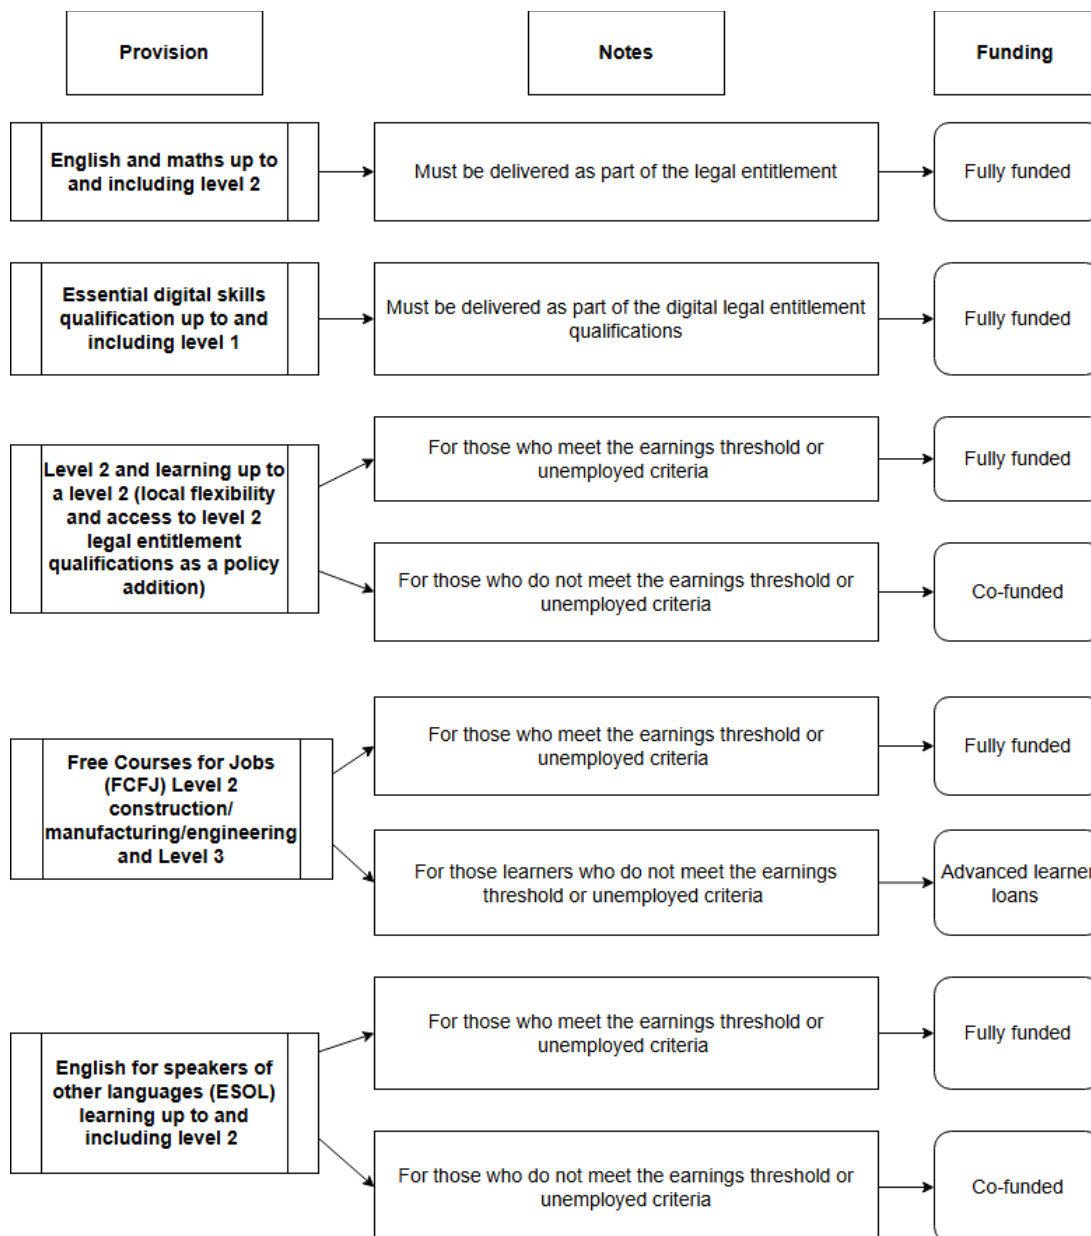 Provision
Notes
Funding
English and maths up to
and including level 2
Must be delivered as part of the legal entitlement
Fully funded
Essential digital skills
qualification up to and
including level 1
Must be delivered as part of the digital legal entitlement
qualifications
Fully funded
Level 2 and learning up to
a level 2 (local flexibility
and access to level 2
legal entitlement
qualifications as a policy
addition)
For those who meet the earnings threshold or
unemployed criteria
Fully funded
For those who do not meet the earnings threshold or
unemployed criteria
Co-funded
Free Courses for Jobs
(FCFJ) Level 2
construction/
manufacturing/engineering
and Level 3
For those who meet the earnings threshold or
unemployed criteria
Fully funded
For those learners who do not meet the earnings
threshold or unemployed criteria
Advanced learner
loans
English for speakers of
other languages (ESOL)
learning up to and
including level 2
For those who meet the earnings threshold or
unemployed criteria
Fully funded
For those who do not meet the earnings threshold or
unemployed criteria
Co-funded